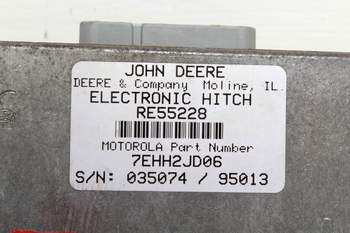 JOHN DEERE
DEERE & Company Moline, IL.
ELECTRONIC HITCH
RE55228
MOTOROLA Part Number
7EHH2JD06
S/N: 035074 / 95013